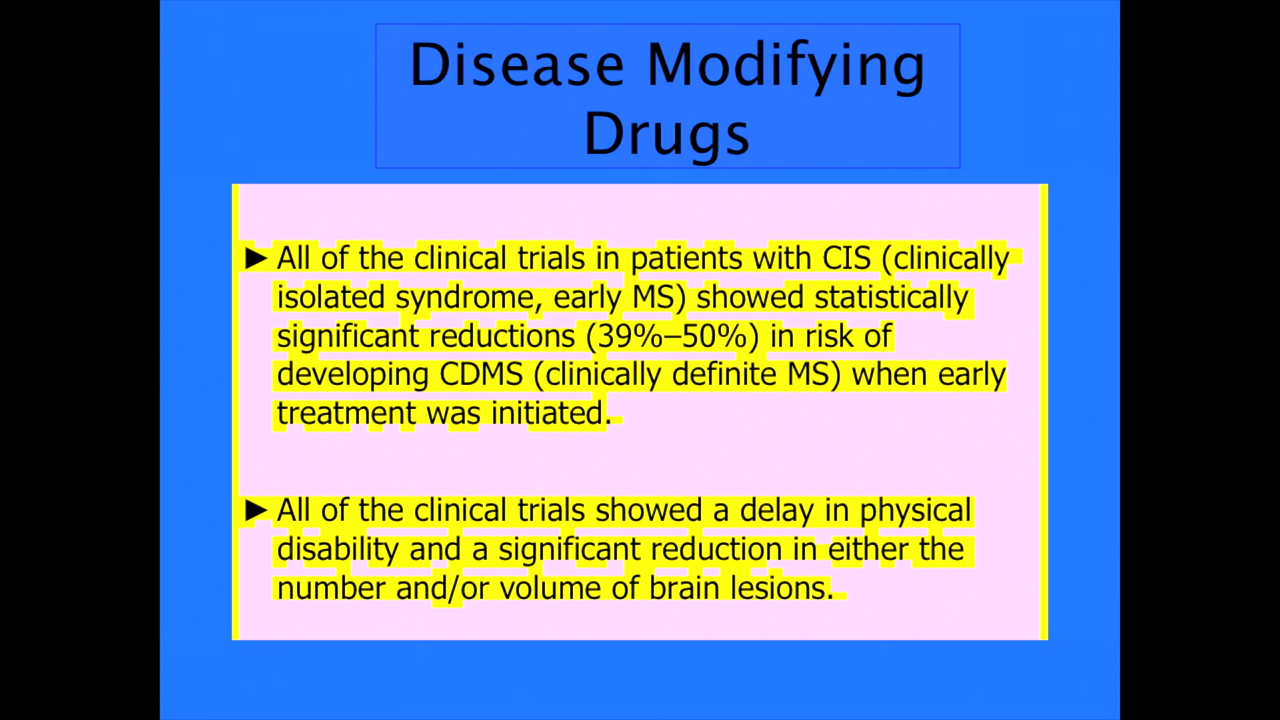 Disease Modifying
Drugs
►All of the clinical trials in patients with CIS (clinically
isolated syndrome, early MS) showed statistically
significant reductions (39%–50%) in risk of
developing CDMS (clinically definite MS) when early
treatment was initiated.
►All of the clinical trials showed a delay in physical
disability and a significant reduction in either the
number and/or volume of brain lesions.